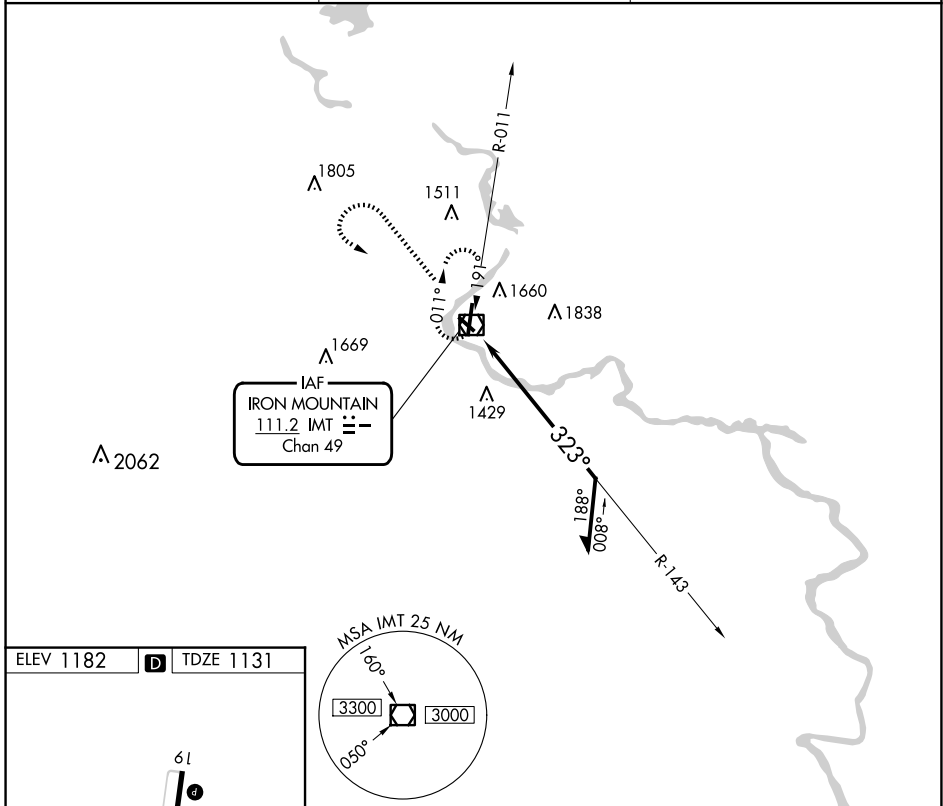 R-011
1805
1511
191°
011°
1660
1838
1669
IAF
IRON MOUNTAIN
111.2 IMT
Chan 49
1429
2062
323°
188°
008°
R-143
ELEV 1182
D
TDZE 1131
MSA IMT 25 NM
160°
3300
3000
050°
19
P